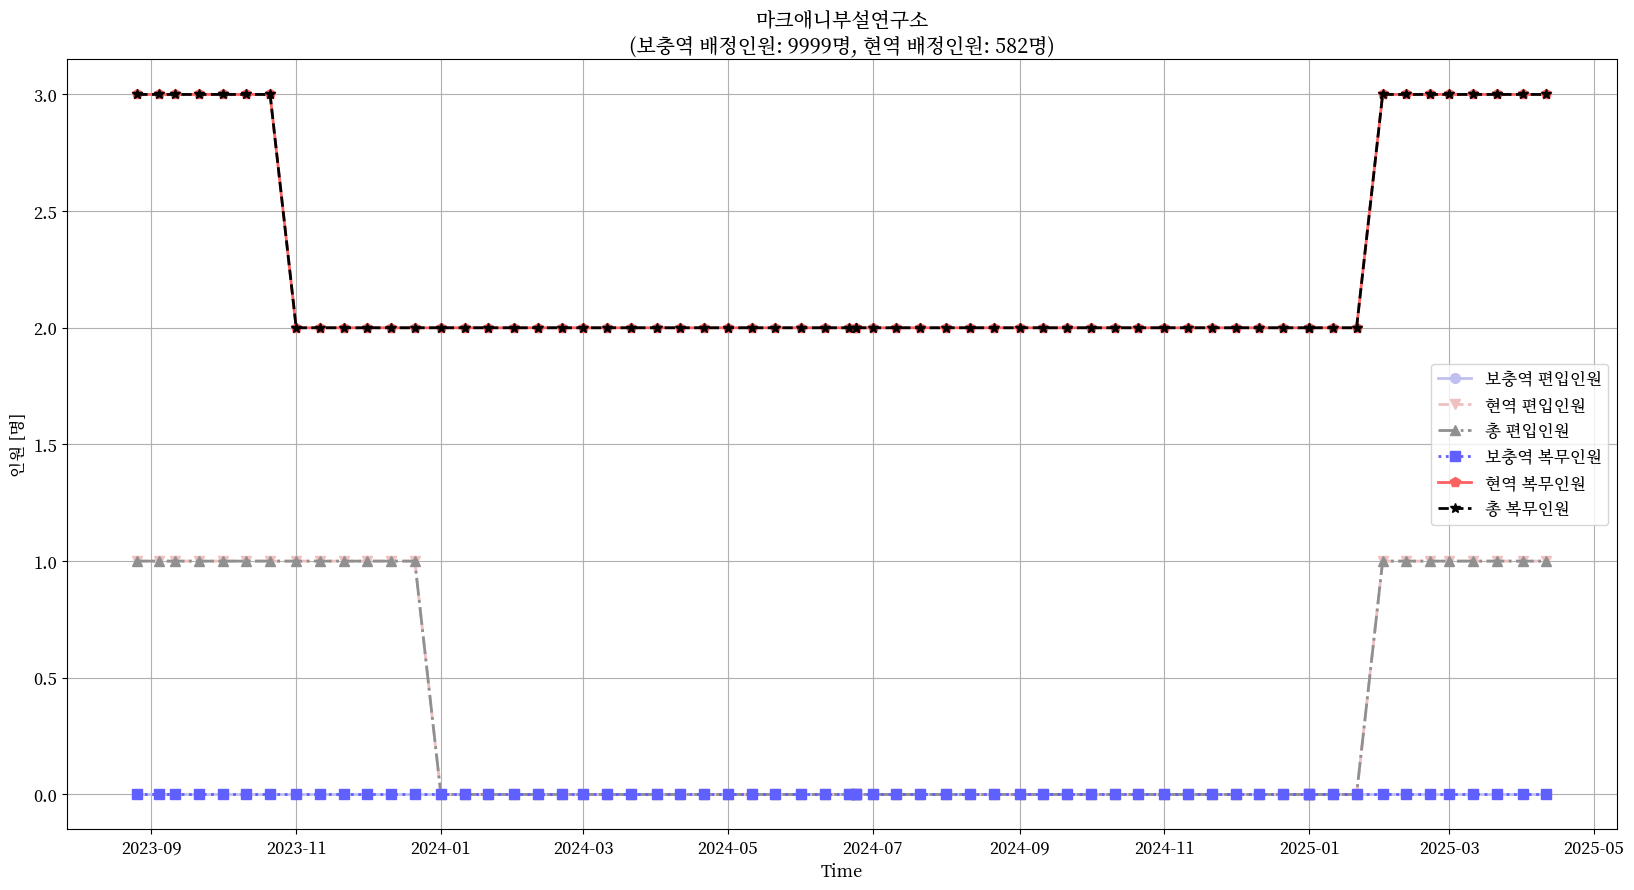 마크애니부설연구소
(보충역 배정인원: 9999명, 현역 배정인원: 582명)
인원 [명]
3.0
2.5
2.0
1.5
1.0
0.5
0.0
보충역 편입인원
현역 편입인원
총 편입인원
보충역 복무인원
현역 복무인원
총 복무인원
2023-09 2023-11 2024-01 2024-03 2024-05 2024-07 2024-09 2024-11 2025-01 2025-03 2025-05
Time